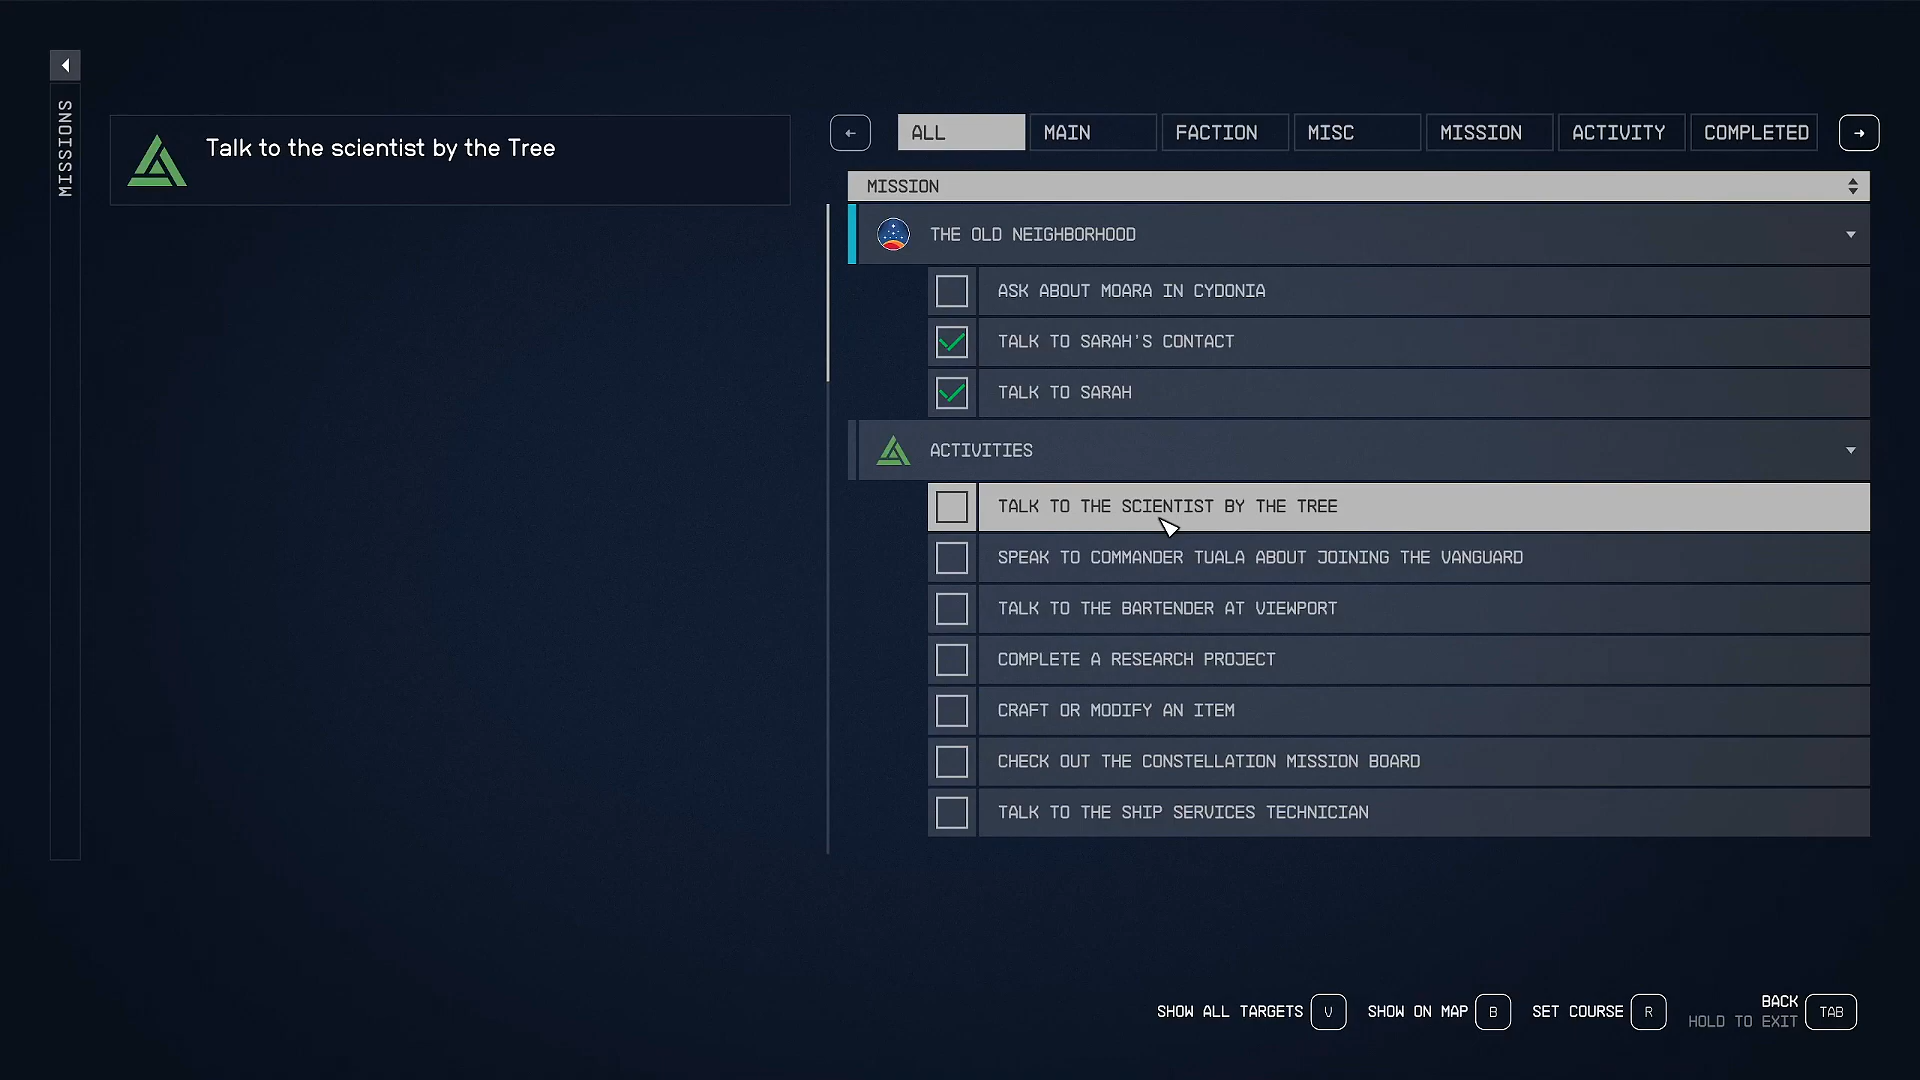 MISSIONS
Talk to the scientist by the Tree
ALL MAIN FACTION MISC MISSION ACTIVITY COMPLETED
MISSION
THE OLD NEIGHBORHOOD
ASK ABOUT MOARA IN CYDONIA
TALK TO SARAH'S CONTACT
TALK TO SARAH
ACTIVITIES
TALK TO THE SCIENTIST BY THE TREE
SPEAK TO COMMANDER TUALA ABOUT JOINING THE VANGUARD
TALK TO THE BARTENDER AT VIEWPORT
COMPLETE A RESEARCH PROJECT
CRAFT OR MODIFY AN ITEM
CHECK OUT THE CONSTELLATION MISSION BOARD
TALK TO THE SHIP SERVICES TECHNICIAN
SHOW ALL TARGETS V SHOW ON MAP B SET COURSE R BACK TAB
HOLD TO EXIT